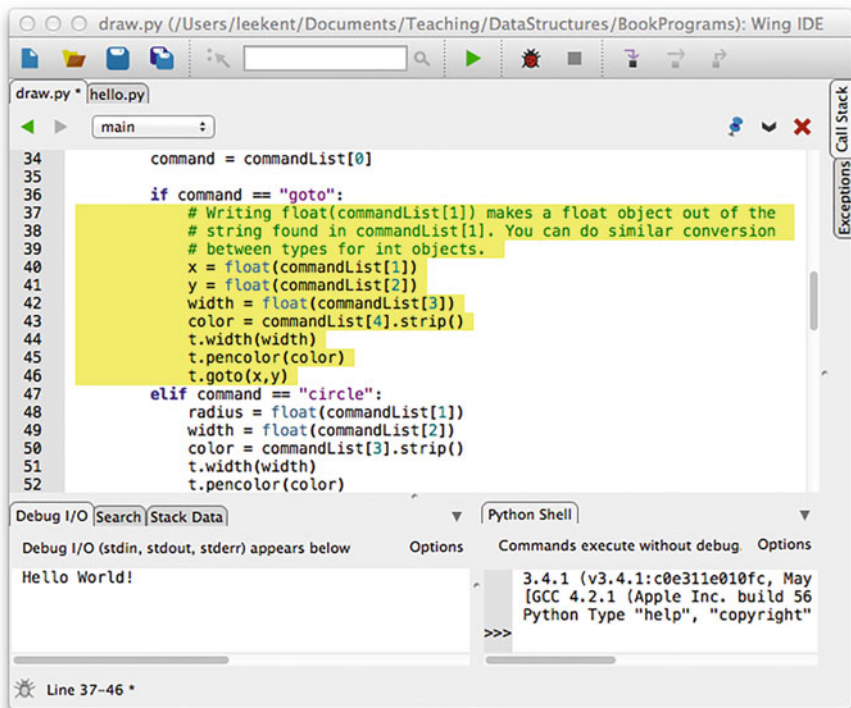 draw.py (/Users/leekent/Documents/Teaching/DataStructures/BookPrograms): Wing IDE
draw.py * hello.py
main
Call Stack
Exceptions
34 command = commandList[0]
35
36 if command == "goto":
37 # Writing float(commandList[1]) makes a float object out of the
38 # string found in commandList[1]. You can do similar conversion
39 # between types for int objects.
40 x = float(commandList[1])
41 y = float(commandList[2])
42 width = float(commandList[3])
43 color = commandList[4].strip()
44 t.width(width)
45 t.pencolor(color)
46 t.goto(x,y)
47 elif command == "circle":
48 radius = float(commandList[1])
49 width = float(commandList[2])
50 color = commandList[3].strip()
51 t.width(width)
52 t.pencolor(color)
Debug I/O Search Stack Data
Debug I/O (stdin, stdout, stderr) appears below Options
Hello World!
Python Shell
Commands execute without debug. Options
3.4.1 (v3.4.1:c0e311e010fc, May
[GCC 4.2.1 (Apple Inc. build 56
Python Type "help", "copyright"
>>>
Line 37-46 *